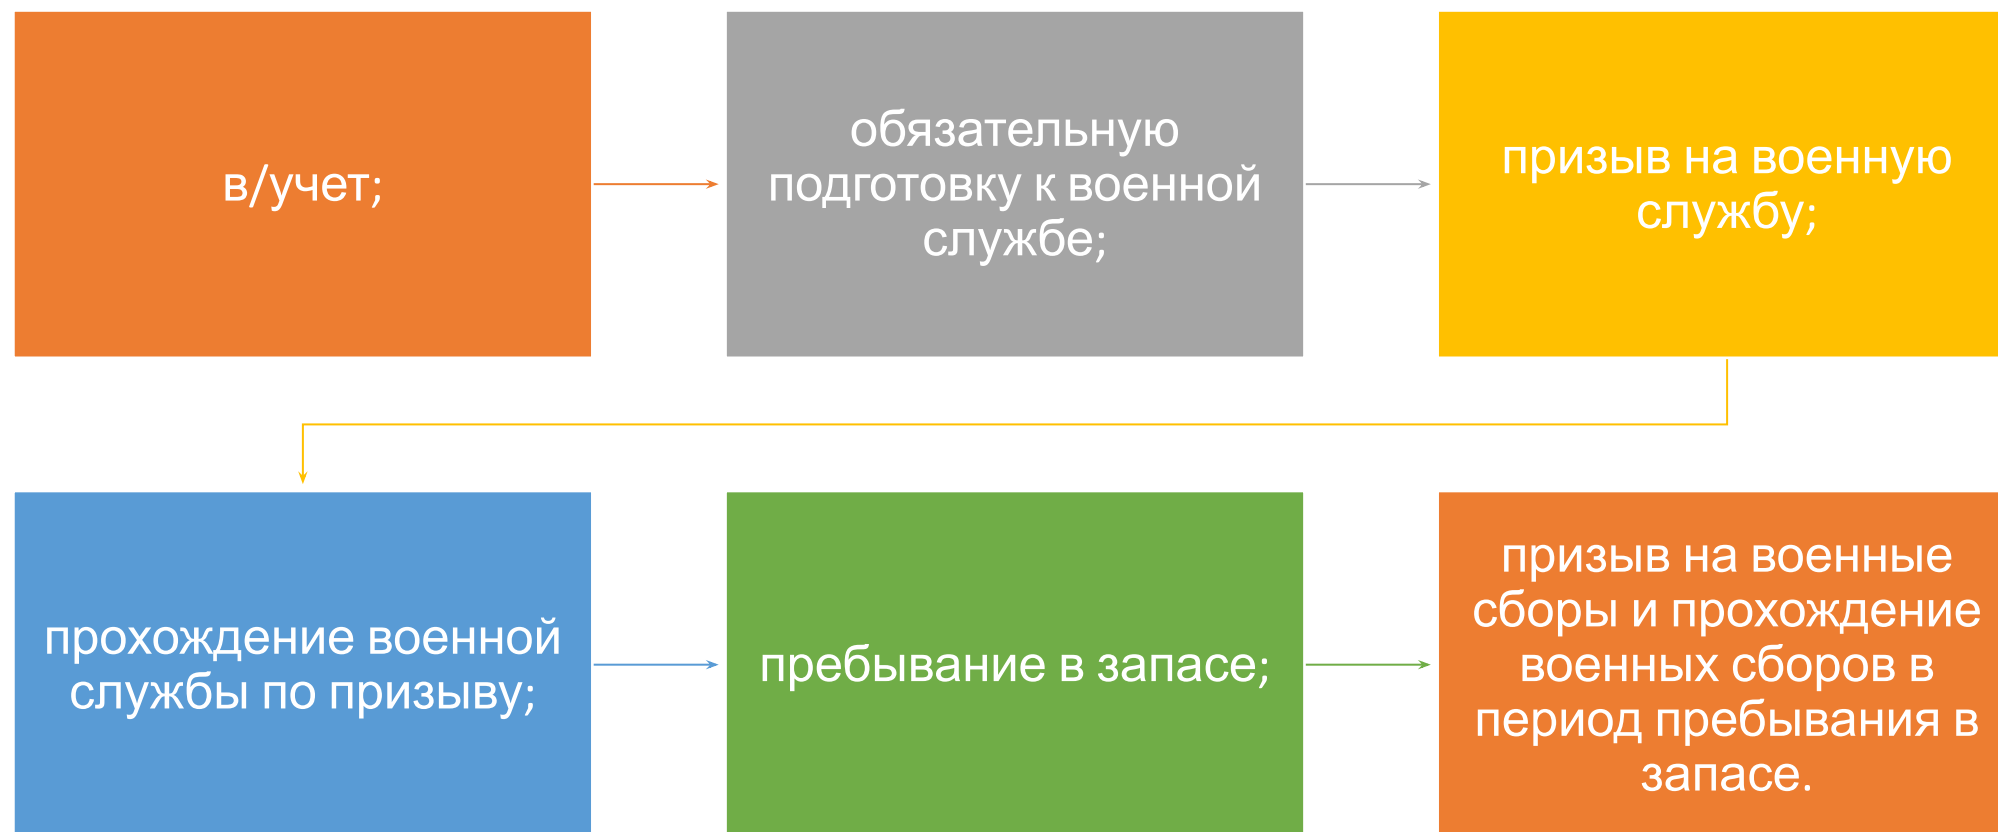 в/учет;
обязательную
подготовку к военной
службе;
призыв на военную
службу;
прохождение военной
службы по призыву;
пребывание в запасе;
призыв на военные
сборы и прохождение
военных сборов в
период пребывания в
запасе.